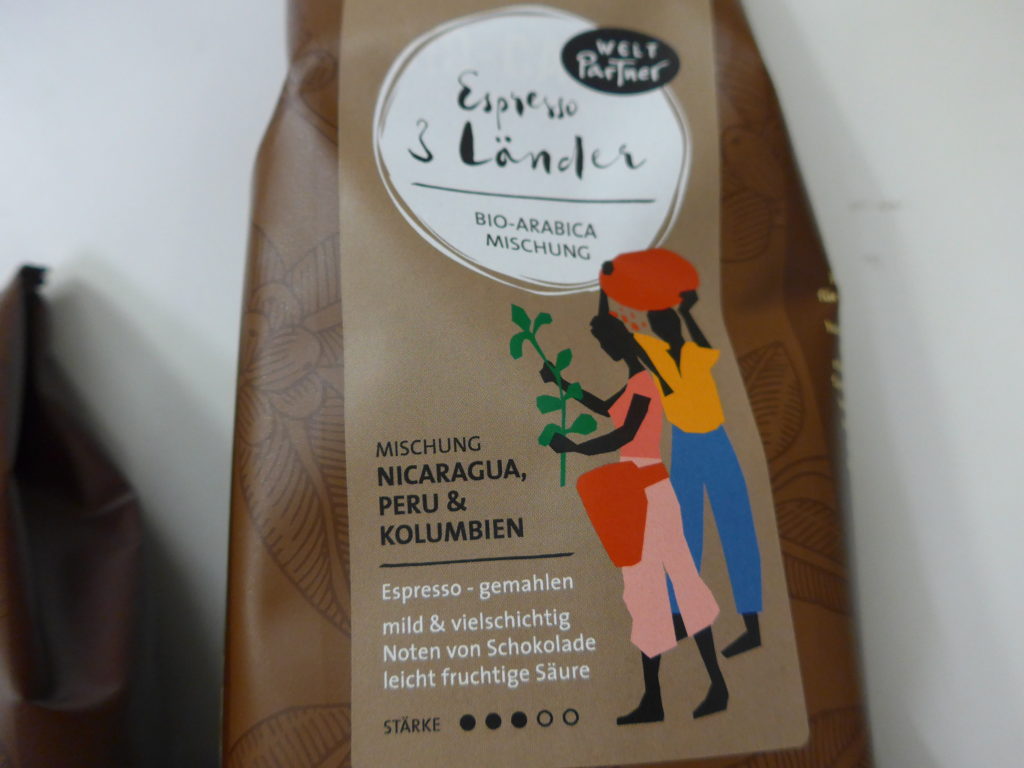 WELT
PARTNER
Espresso
3 Länder
BIO-ARABICA
MISCHUNG
MISCHUNG
NICARAGUA,
PERU &
KOLUMBIEN
Espresso - gemahlen
mild & vielschichtig
Noten von Schokolade
leicht fruchtige Säure
STÄRKE